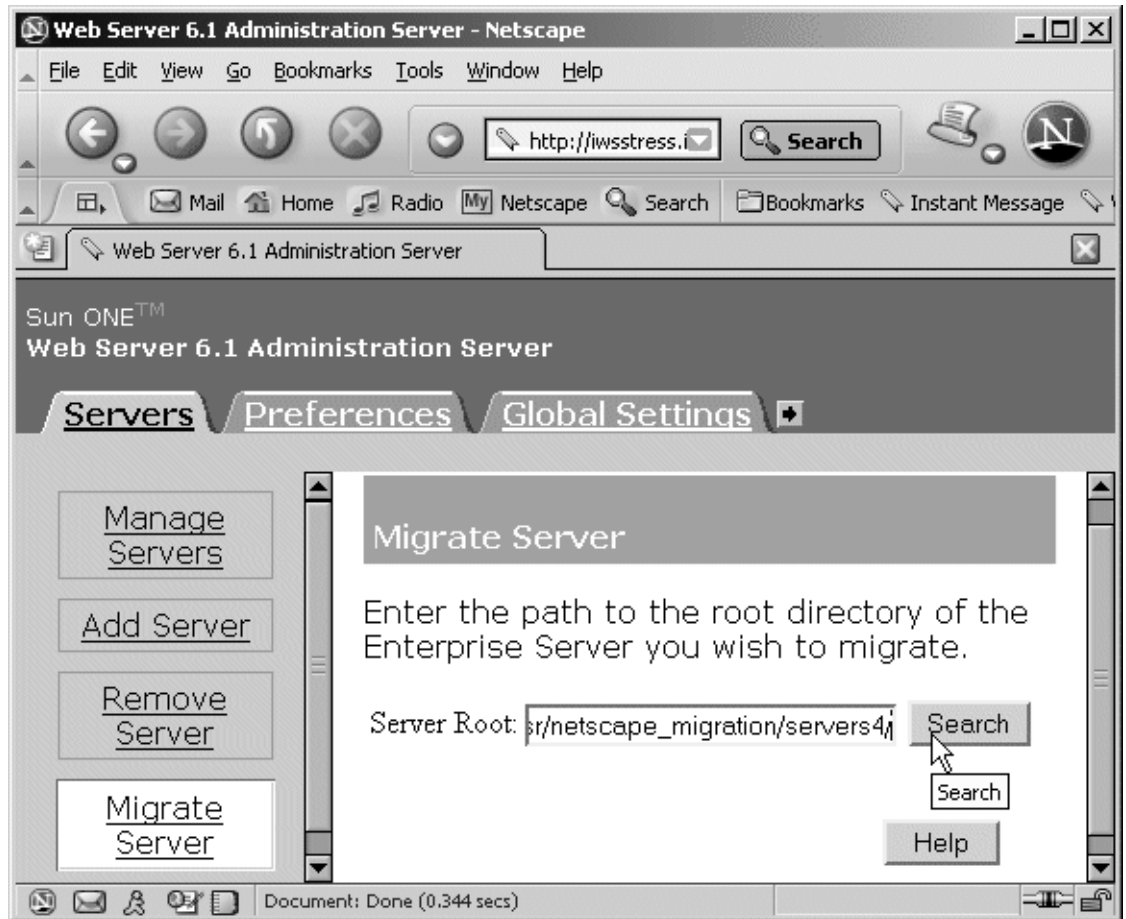 Web Server 6.1 Administration Server - Netscape
File Edit View Go Bookmarks Tools Window Help
http://iwsstress.i
Search
Mail Home Radio My Netscape Search Bookmarks Instant Message
Web Server 6.1 Administration Server
Sun ONE™
Web Server 6.1 Administration Server
Servers Preferences Global Settings
Manage
Servers
Add Server
Remove
Server
Migrate
Server
Migrate Server
Enter the path to the root directory of the
Enterprise Server you wish to migrate.
Server Root: sr/netscape_migration/servers4/ Search
Search
Help
Document: Done (0.344 secs)